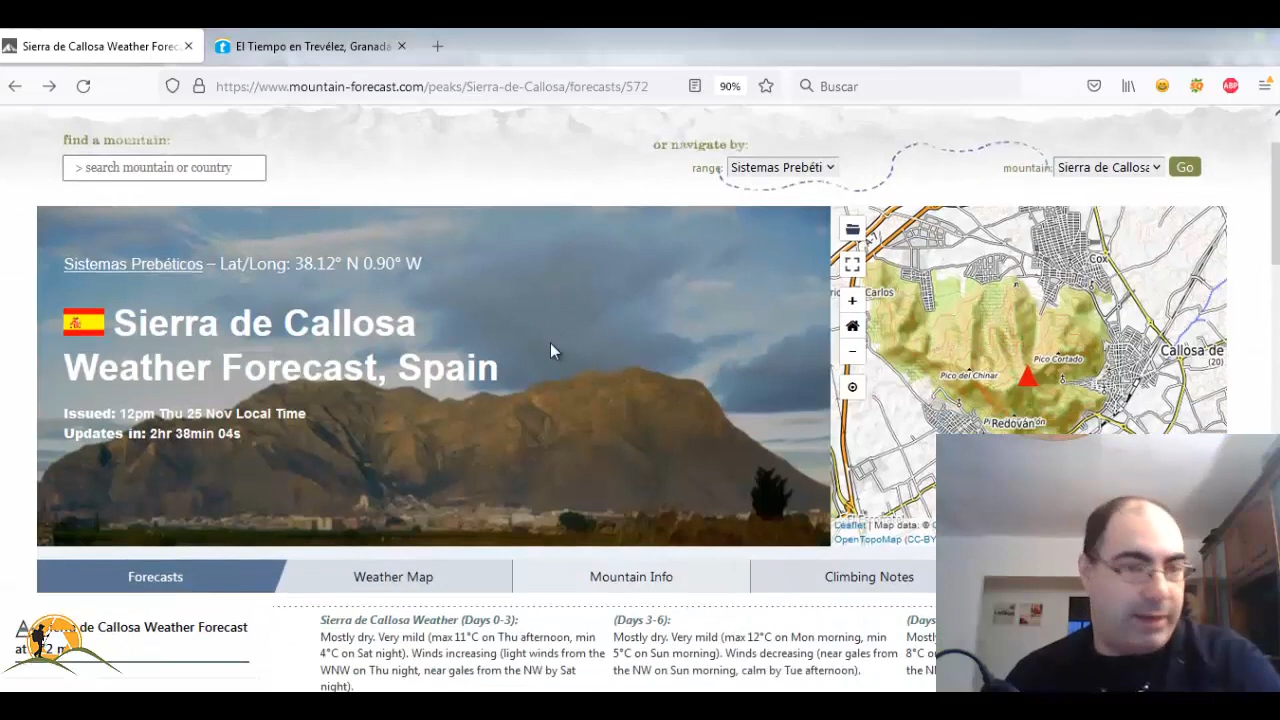 Sierra de Callosa Weather Forec
El Tiempo en Trevélez, Granada
https://www.mountain-forecast.com/peaks/Sierra-de-Callosa/forecasts/572
90%
Buscar
ABP
find a mountain:
> search mountain or country
or navigate by:
range:
Sistemas Prebéti
mountain:
Sierra de Callosa
Go
Sistemas Prebéticos – Lat/Long: 38.12° N 0.90° W
Sierra de Callosa
Weather Forecast, Spain
Issued: 12pm Thu 25 Nov Local Time
Updates in: 2hr 38min 04s
Cox
Carlos
Callosa de
(20)
Pico Cortado
Pico del Chinar
Redován
Leaflet | Map data: ©
OpenTopoMap (CC-BY
Forecasts
Weather Map
Mountain Info
Climbing Notes
de Callosa Weather Forecast
at
Sierra de Callosa Weather (Days 0-3):
Mostly dry. Very mild (max 11°C on Thu afternoon, min
4°C on Sat night). Winds increasing (light winds from the
WNW on Thu night, near gales from the NW by Sat
night).
(Days 3-6):
Mostly dry. Very mild (max 12°C on Mon morning, min
5°C on Sun morning). Winds decreasing (near gales from
the NW on Sun morning, calm by Tue afternoon).
(Days
Mostly
8°C o
the N